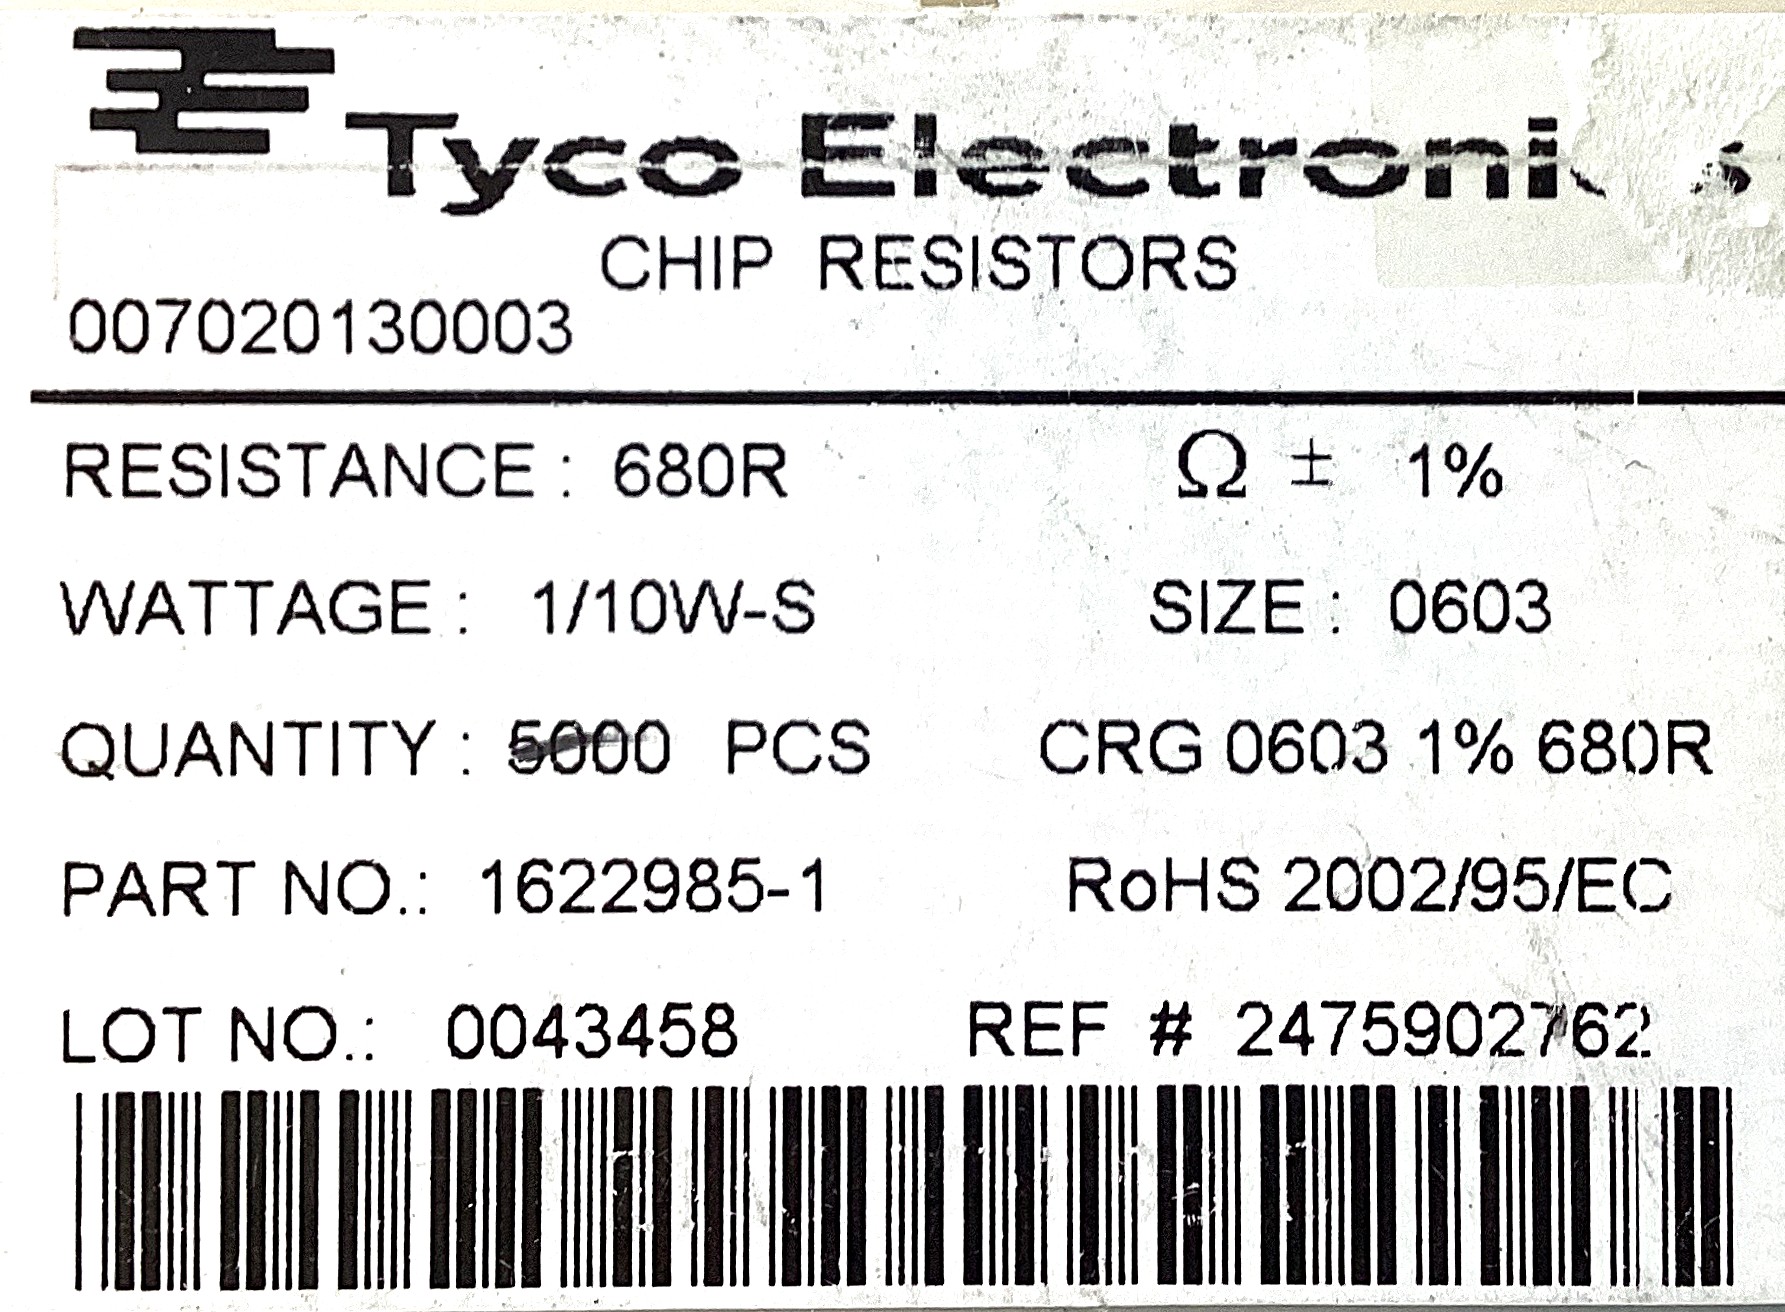 Tyco Electronics
CHIP RESISTORS
007020130003
RESISTANCE : 680R Ω ± 1%
WATTAGE : 1/10W-S SIZE : 0603
QUANTITY : 5000 PCS CRG 0603 1% 680R
PART NO.: 1622985-1 RoHS 2002/95/EC
LOT NO.: 0043458 REF # 2475902762